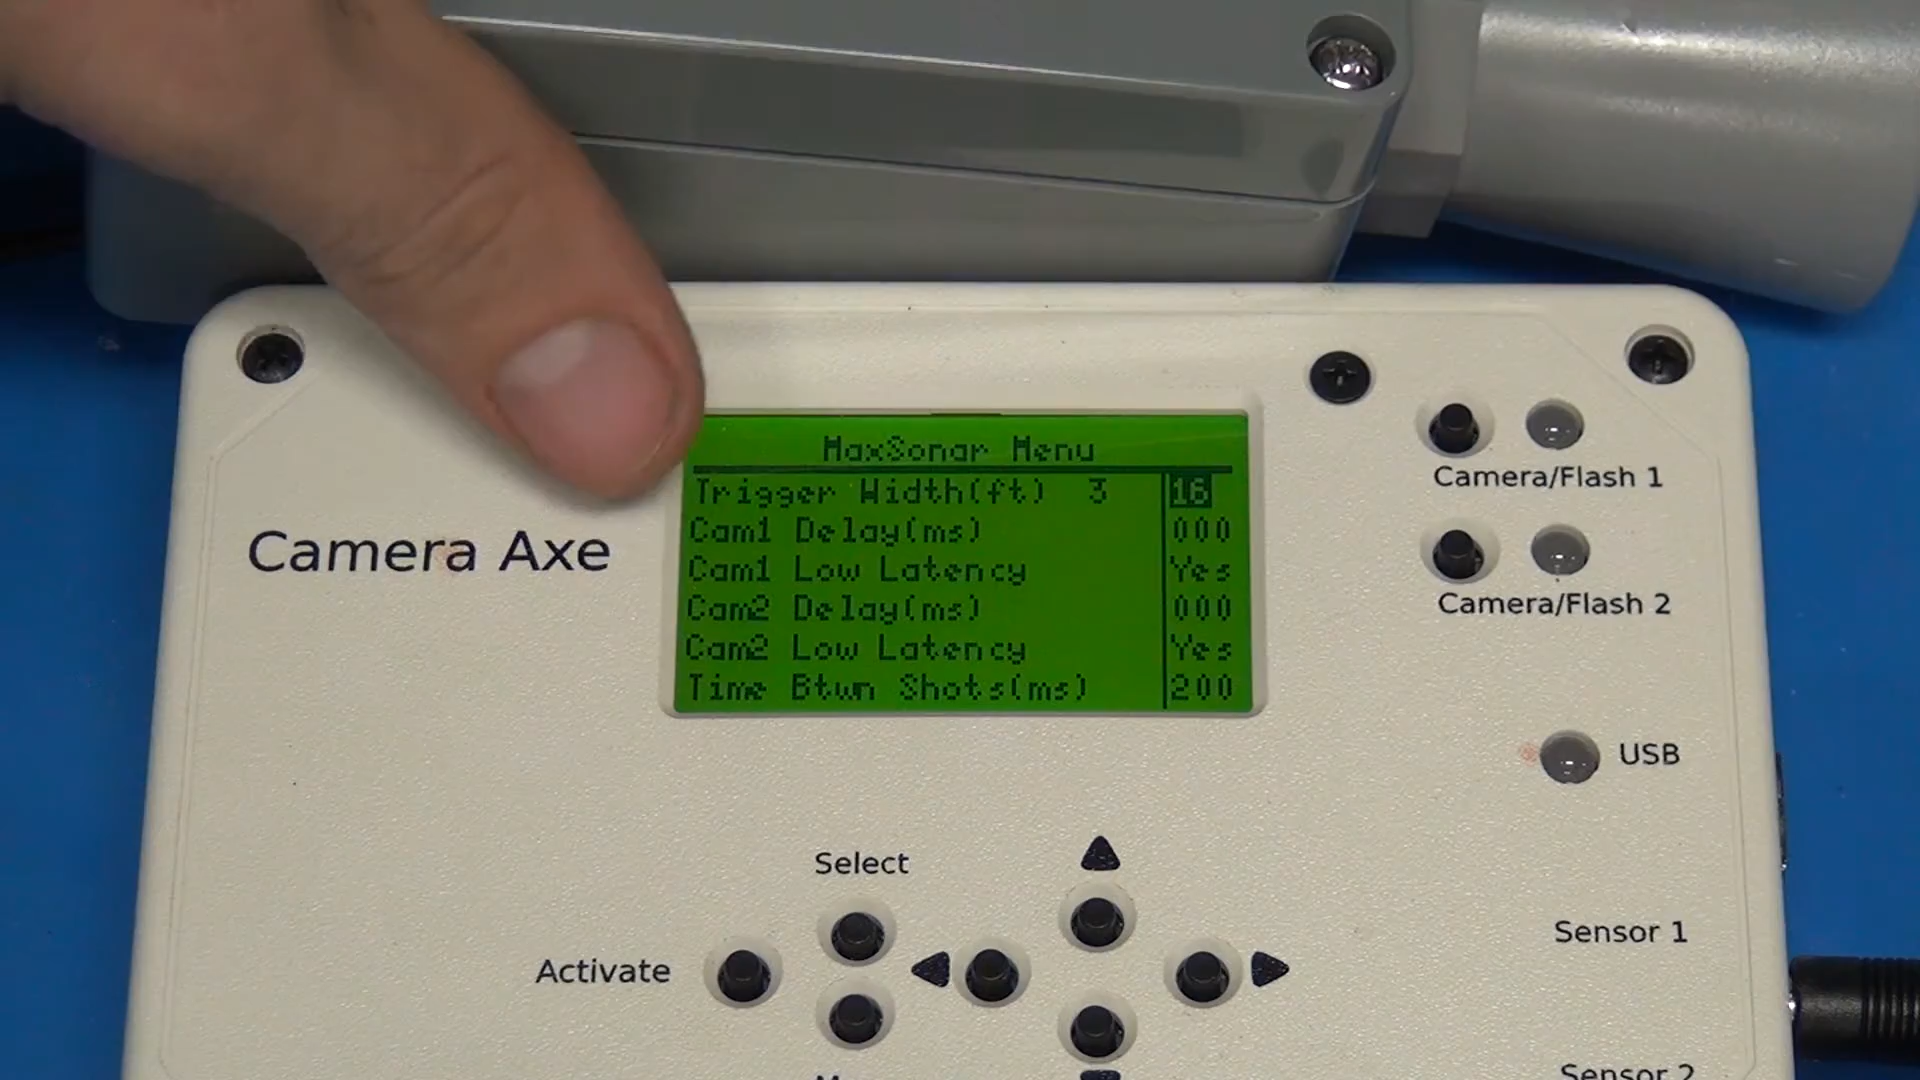 MaxSonar Menu
Trigger Width(ft) 3 16
Cam1 Delay(ms) 000
Cam1 Low Latency Yes
Cam2 Delay(ms) 000
Cam2 Low Latency Yes
Time Btwn Shots(ms) 200
Camera Axe
Camera/Flash 1
Camera/Flash 2
USB
Select
Activate
Sensor 1
Sensor 2